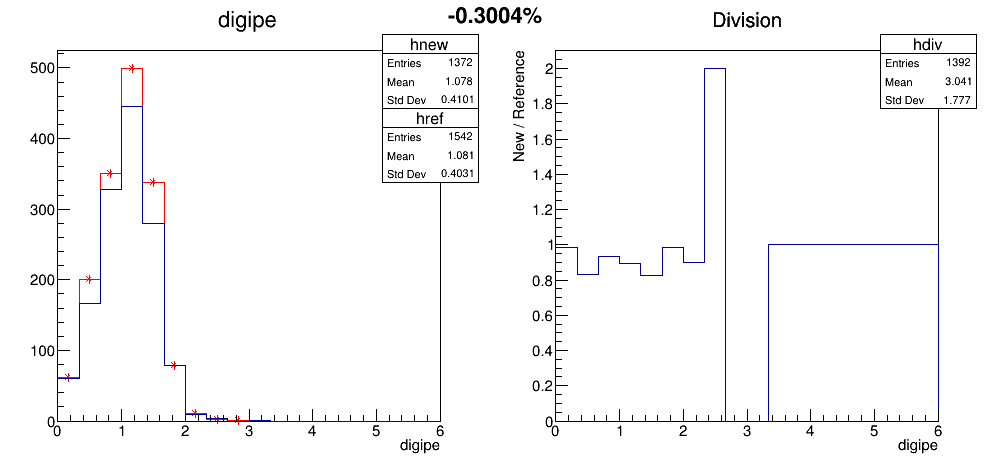 -0.3004%
digipe
hnew
Entries 1372
Mean 1.078
Std Dev 0.4101
href
Entries 1542
Mean 1.081
Std Dev 0.4031
500
400
300
200
100
0
0 1 2 3 4 5 6
digipe
Division
hdiv
Entries 1392
Mean 3.041
Std Dev 1.777
New / Reference
2
1.8
1.6
1.4
1.2
1
0.8
0.6
0.4
0.2
0
0 1 2 3 4 5 6
digipe